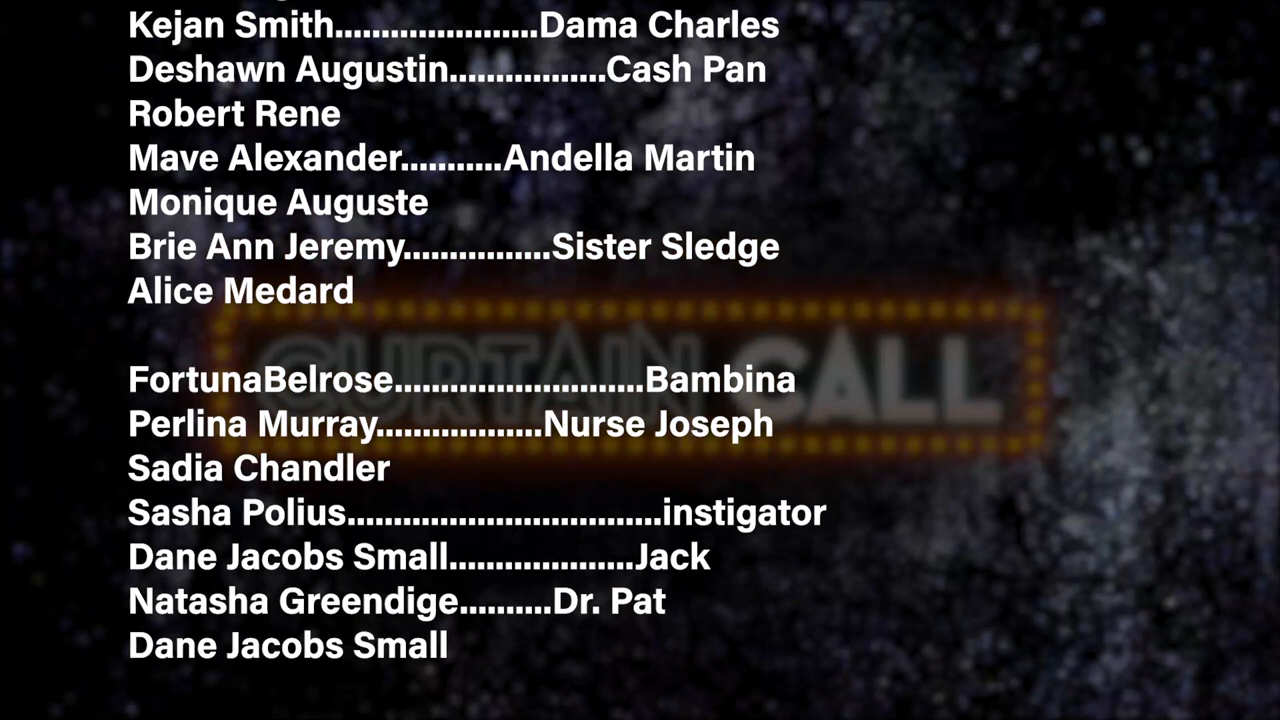 Kejan Smith......................Dama Charles
Deshawn Augustin.................Cash Pan
Robert Rene
Mave Alexander...........Andella Martin
Monique Auguste
Brie Ann Jeremy................Sister Sledge
Alice Medard
CURTAIN CALL
FortunaBelrose...........................Bambina
Perlina Murray..................Nurse Joseph
Sadia Chandler
Sasha Polius..................................instigator
Dane Jacobs Small....................Jack
Natasha Greendige..........Dr. Pat
Dane Jacobs Small